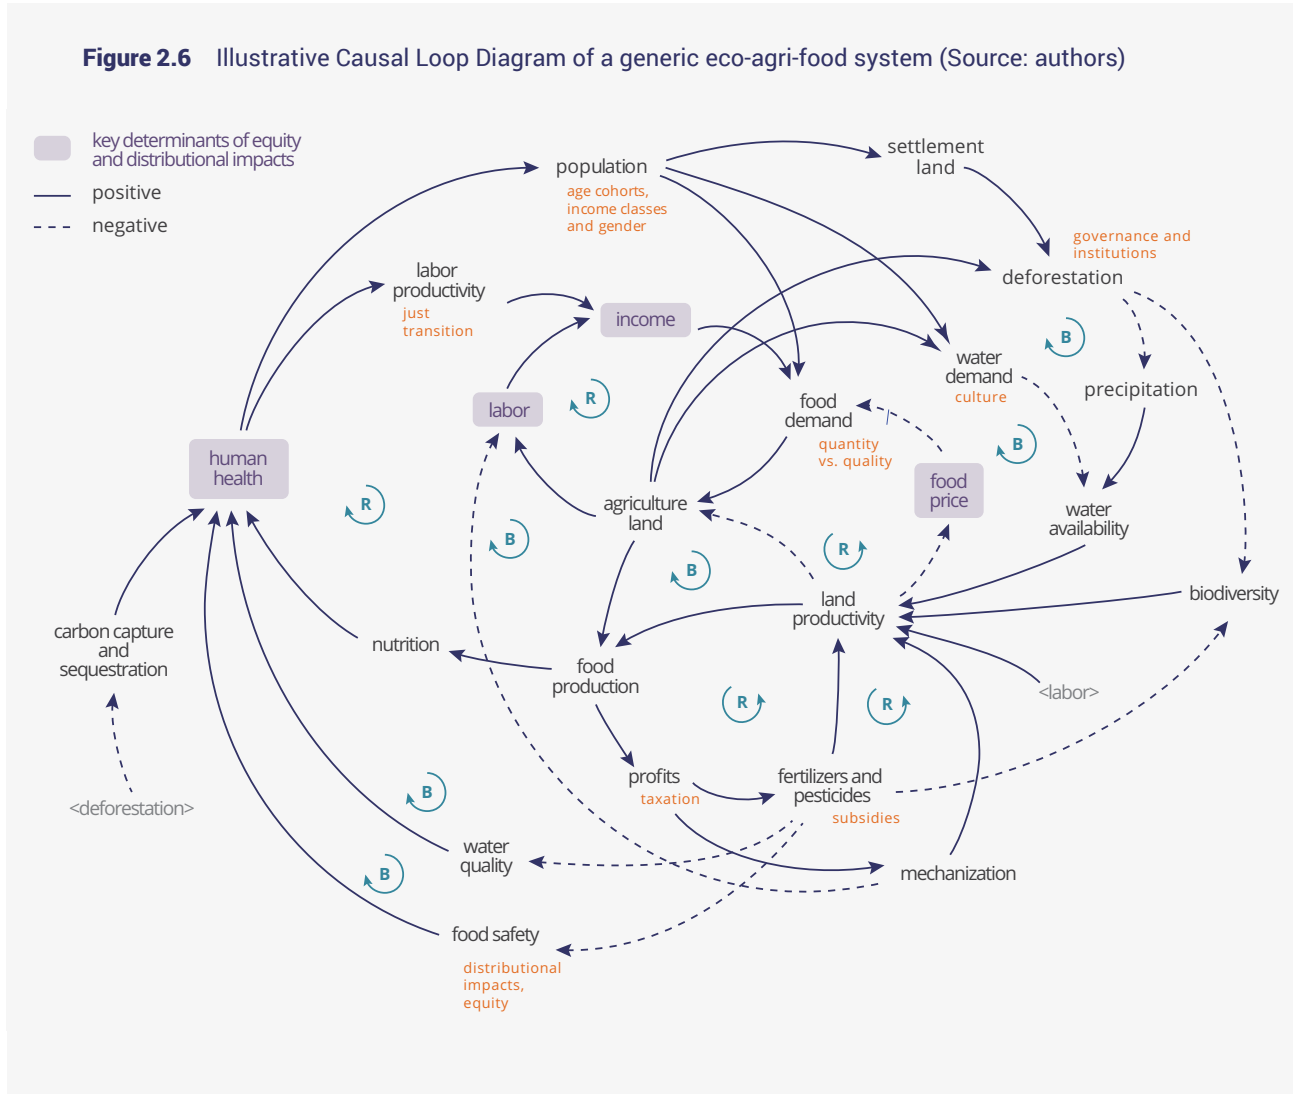 Figure 2.6 Illustrative Causal Loop Diagram of a generic eco-agri-food system (Source: authors)
key determinants of equity
and distributional impacts
positive
negative
population
age cohorts,
income classes
and gender
settlement
land
governance and
institutions
deforestation
labor
productivity
just
transition
income
B
water
demand
culture
precipitation
labor
R
food
demand
quantity
vs. quality
B
human
health
food
price
R
agriculture
land
water
availability
B
B
R
land
productivity
biodiversity
carbon capture
and
sequestration
nutrition
food
production
<labor>
R
R
profits
taxation
fertilizers and
pesticides
subsidies
<deforestation>
B
water
quality
B
mechanization
food safety
distributional
impacts,
equity